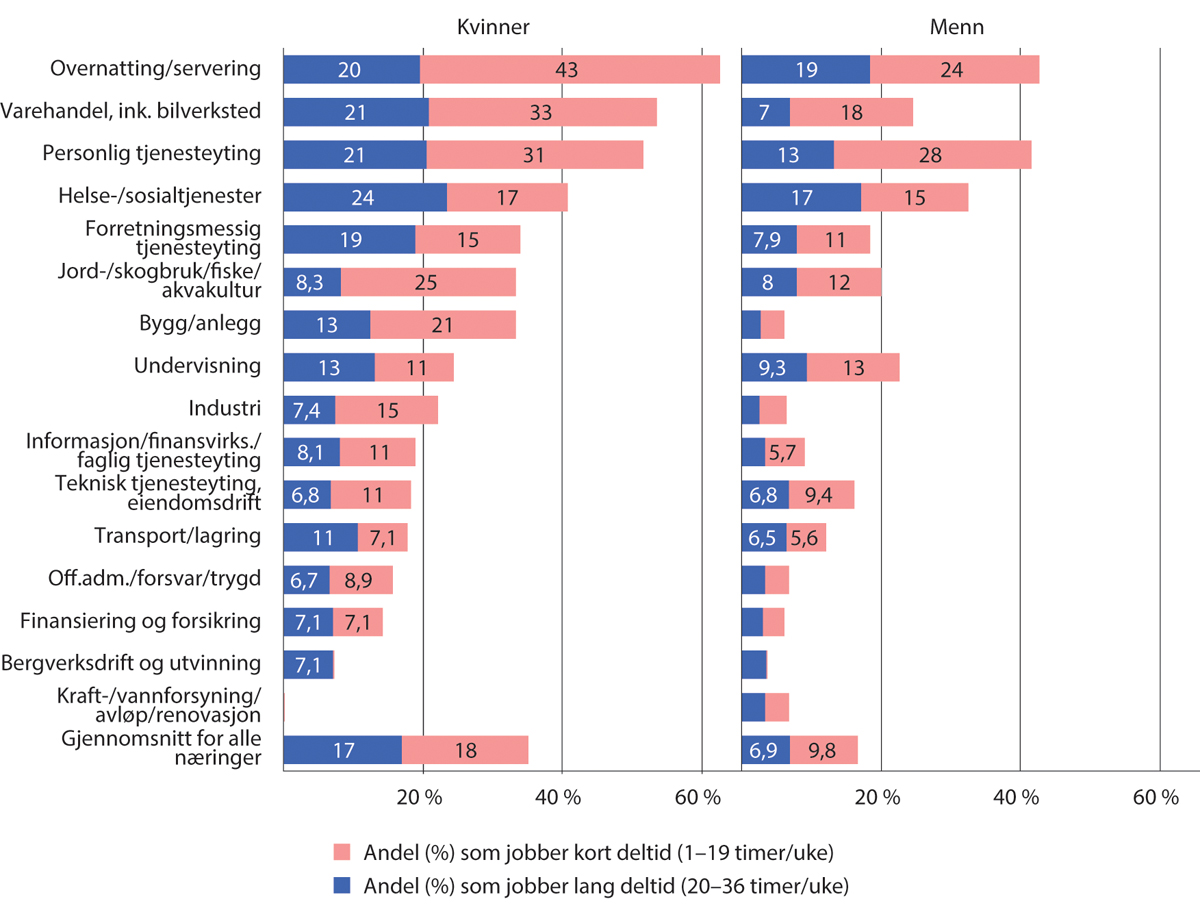 Kvinner
Menn
Overnatting/servering
20 43
19 24
Varehandel, ink. bilverksted
21 33
7 18
Personlig tjenesteyting
21 31
13 28
Helse-/sosialtjenester
24 17
17 15
Forretningsmessig
tjenesteyting
19 15
7,9 11
Jord-/skogbruk/fiske/
akvakultur
8,3 25
8 12
Bygg/anlegg
13 21
Undervisning
13 11
9,3 13
Industri
7,4 15
Informasjon/finansvirks./
faglig tjenesteyting
8,1 11
5,7
Teknisk tjenesteyting,
eiendomsdrift
6,8 11
6,8 9,4
Transport/lagring
11 7,1
6,5 5,6
Off.adm./forsvar/trygd
6,7 8,9
Finansiering og forsikring
7,1 7,1
Bergverksdrift og utvinning
7,1
Kraft-/vannforsyning/
avløp/renovasjon
Gjennomsnitt for alle
næringer
17 18
6,9 9,8
20 % 40 % 60 %
20 % 40 % 60 %
Andel (%) som jobber kort deltid (1–19 timer/uke)
Andel (%) som jobber lang deltid (20–36 timer/uke)